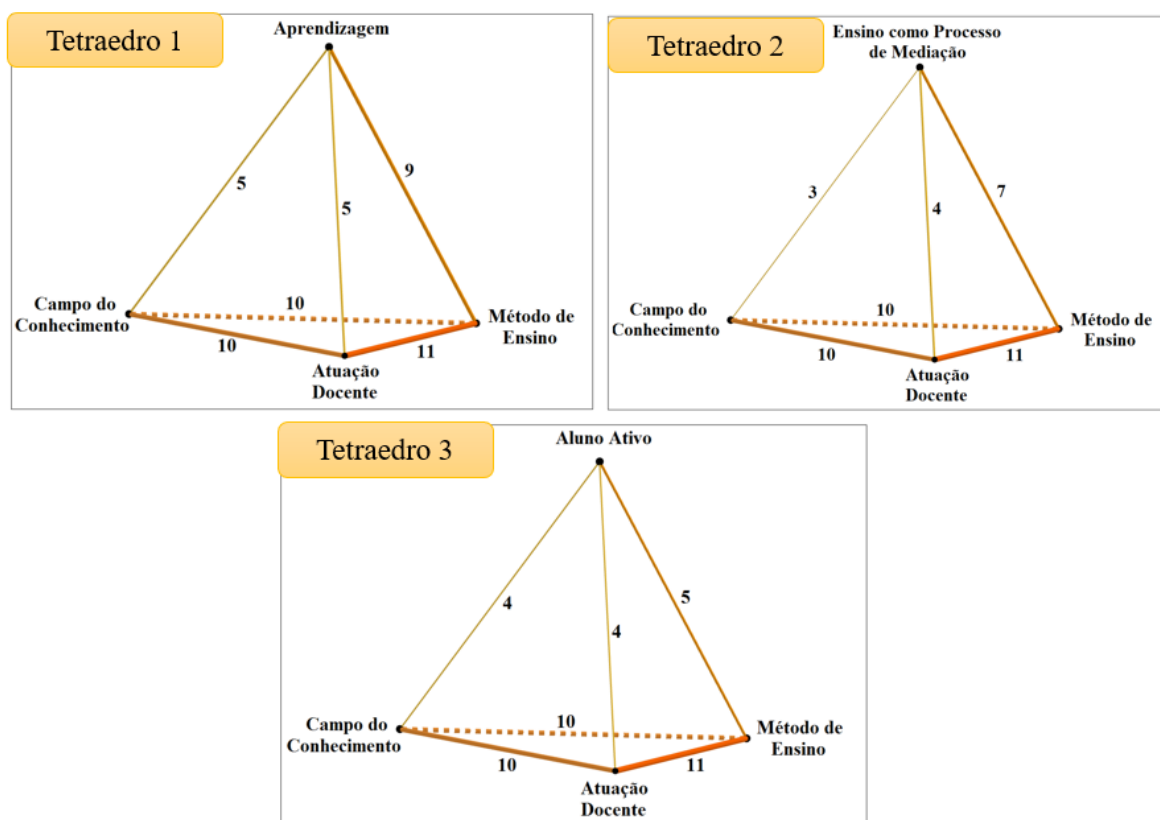 Tetraedro 1
Aprendizagem
5
5
9
Campo do
Conhecimento
10
10
11
Método de
Ensino
Atuação
Docente
Tetraedro 2
Ensino como Processo
de Mediação
3
4
7
Campo do
Conhecimento
10
10
11
Método de
Ensino
Atuação
Docente
Tetraedro 3
Aluno Ativo
4
4
5
Campo do
Conhecimento
10
10
11
Método de
Ensino
Atuação
Docente